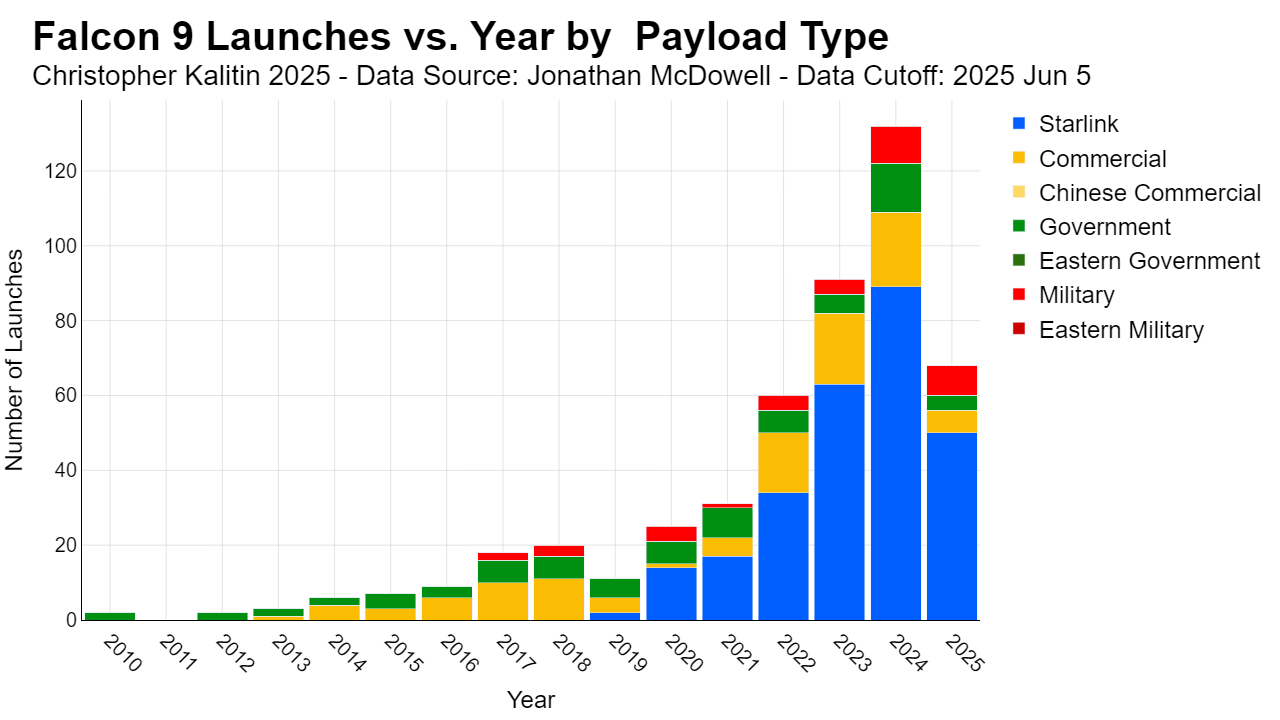 Falcon 9 Launches vs. Year by  Payload Type
Christopher Kalitin 2025 - Data Source: Jonathan McDowell - Data Cutoff: 2025 Jun 5
Starlink
Commercial
Chinese Commercial
Government
Eastern Government
Military
Eastern Military
Number of Launches
120
100
80
60
40
20
0
2010
2011
2012
2013
2014
2015
2016
2017
2018
2019
2020
2021
2022
2023
2024
2025
Year